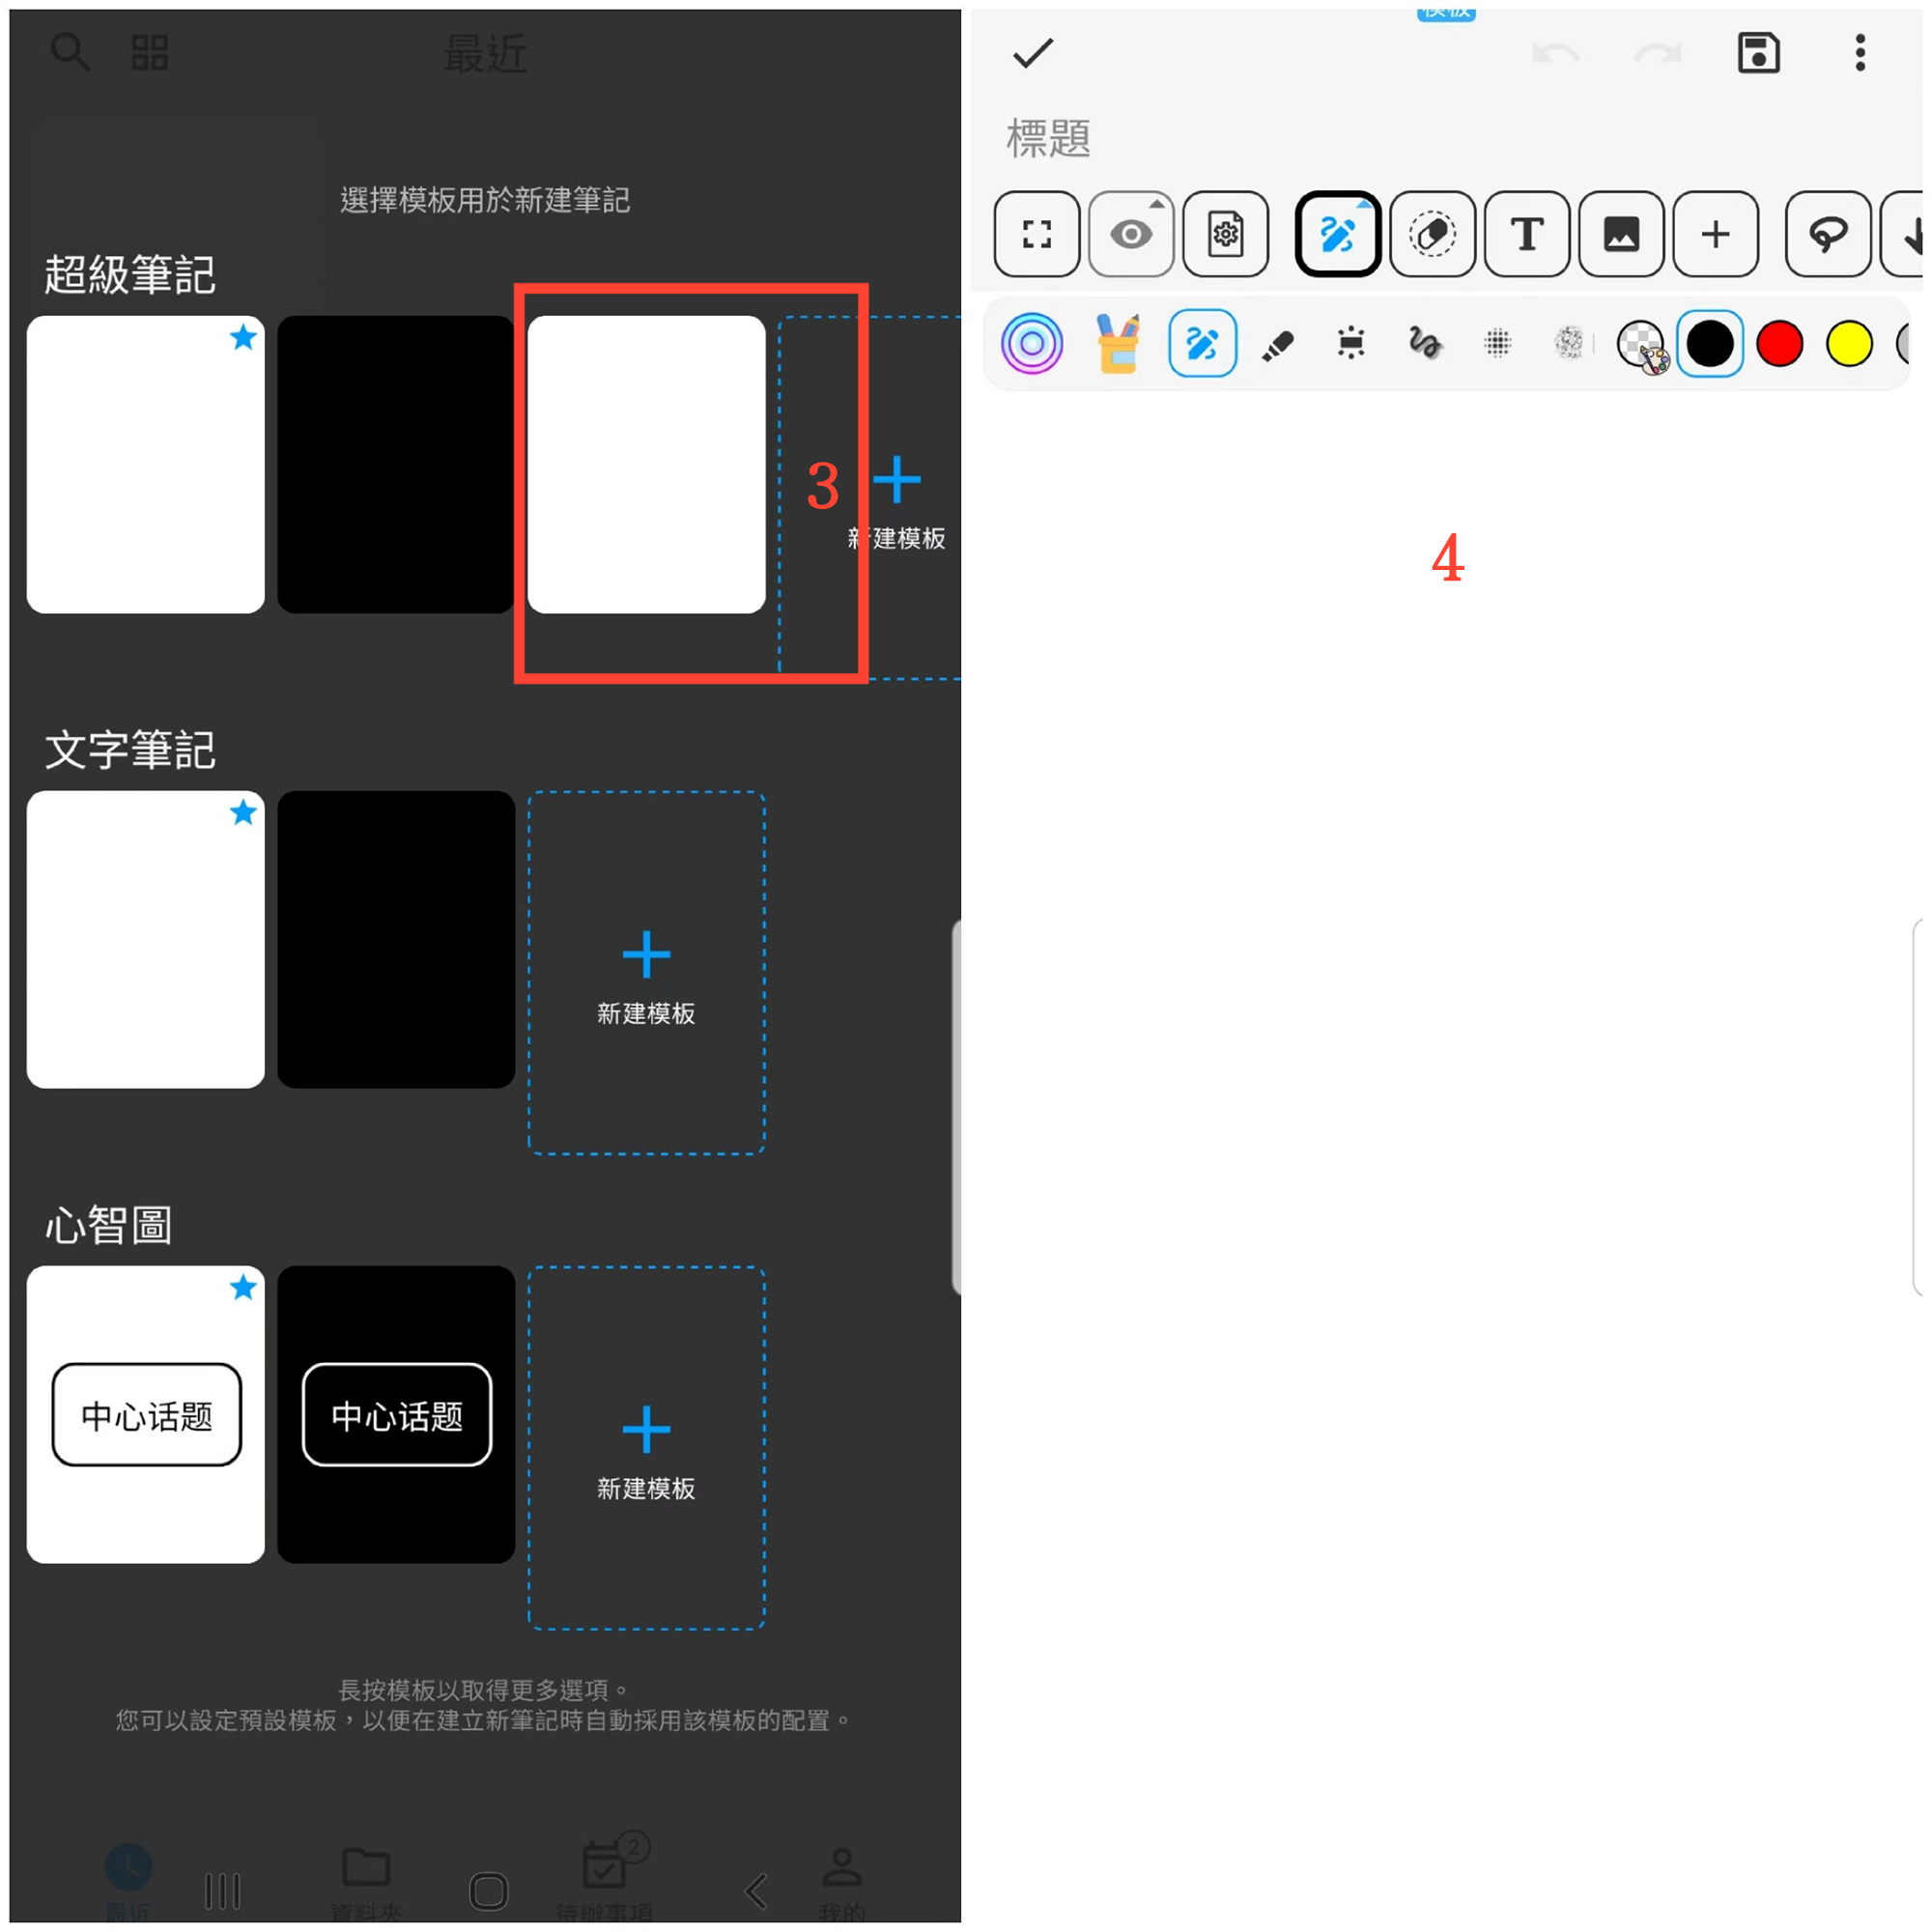 最近
選擇模板用於新建筆記
超級筆記
3
新建模板
文字筆記
新建模板
心智圖
中心话题
中心话题
新建模板
長按模板以取得更多選項。
您可以設定預設模板，以便在建立新筆記時自動採用該模板的配置。
2
最近
資料夾
待辦事項
我的
模板
標題
T
4